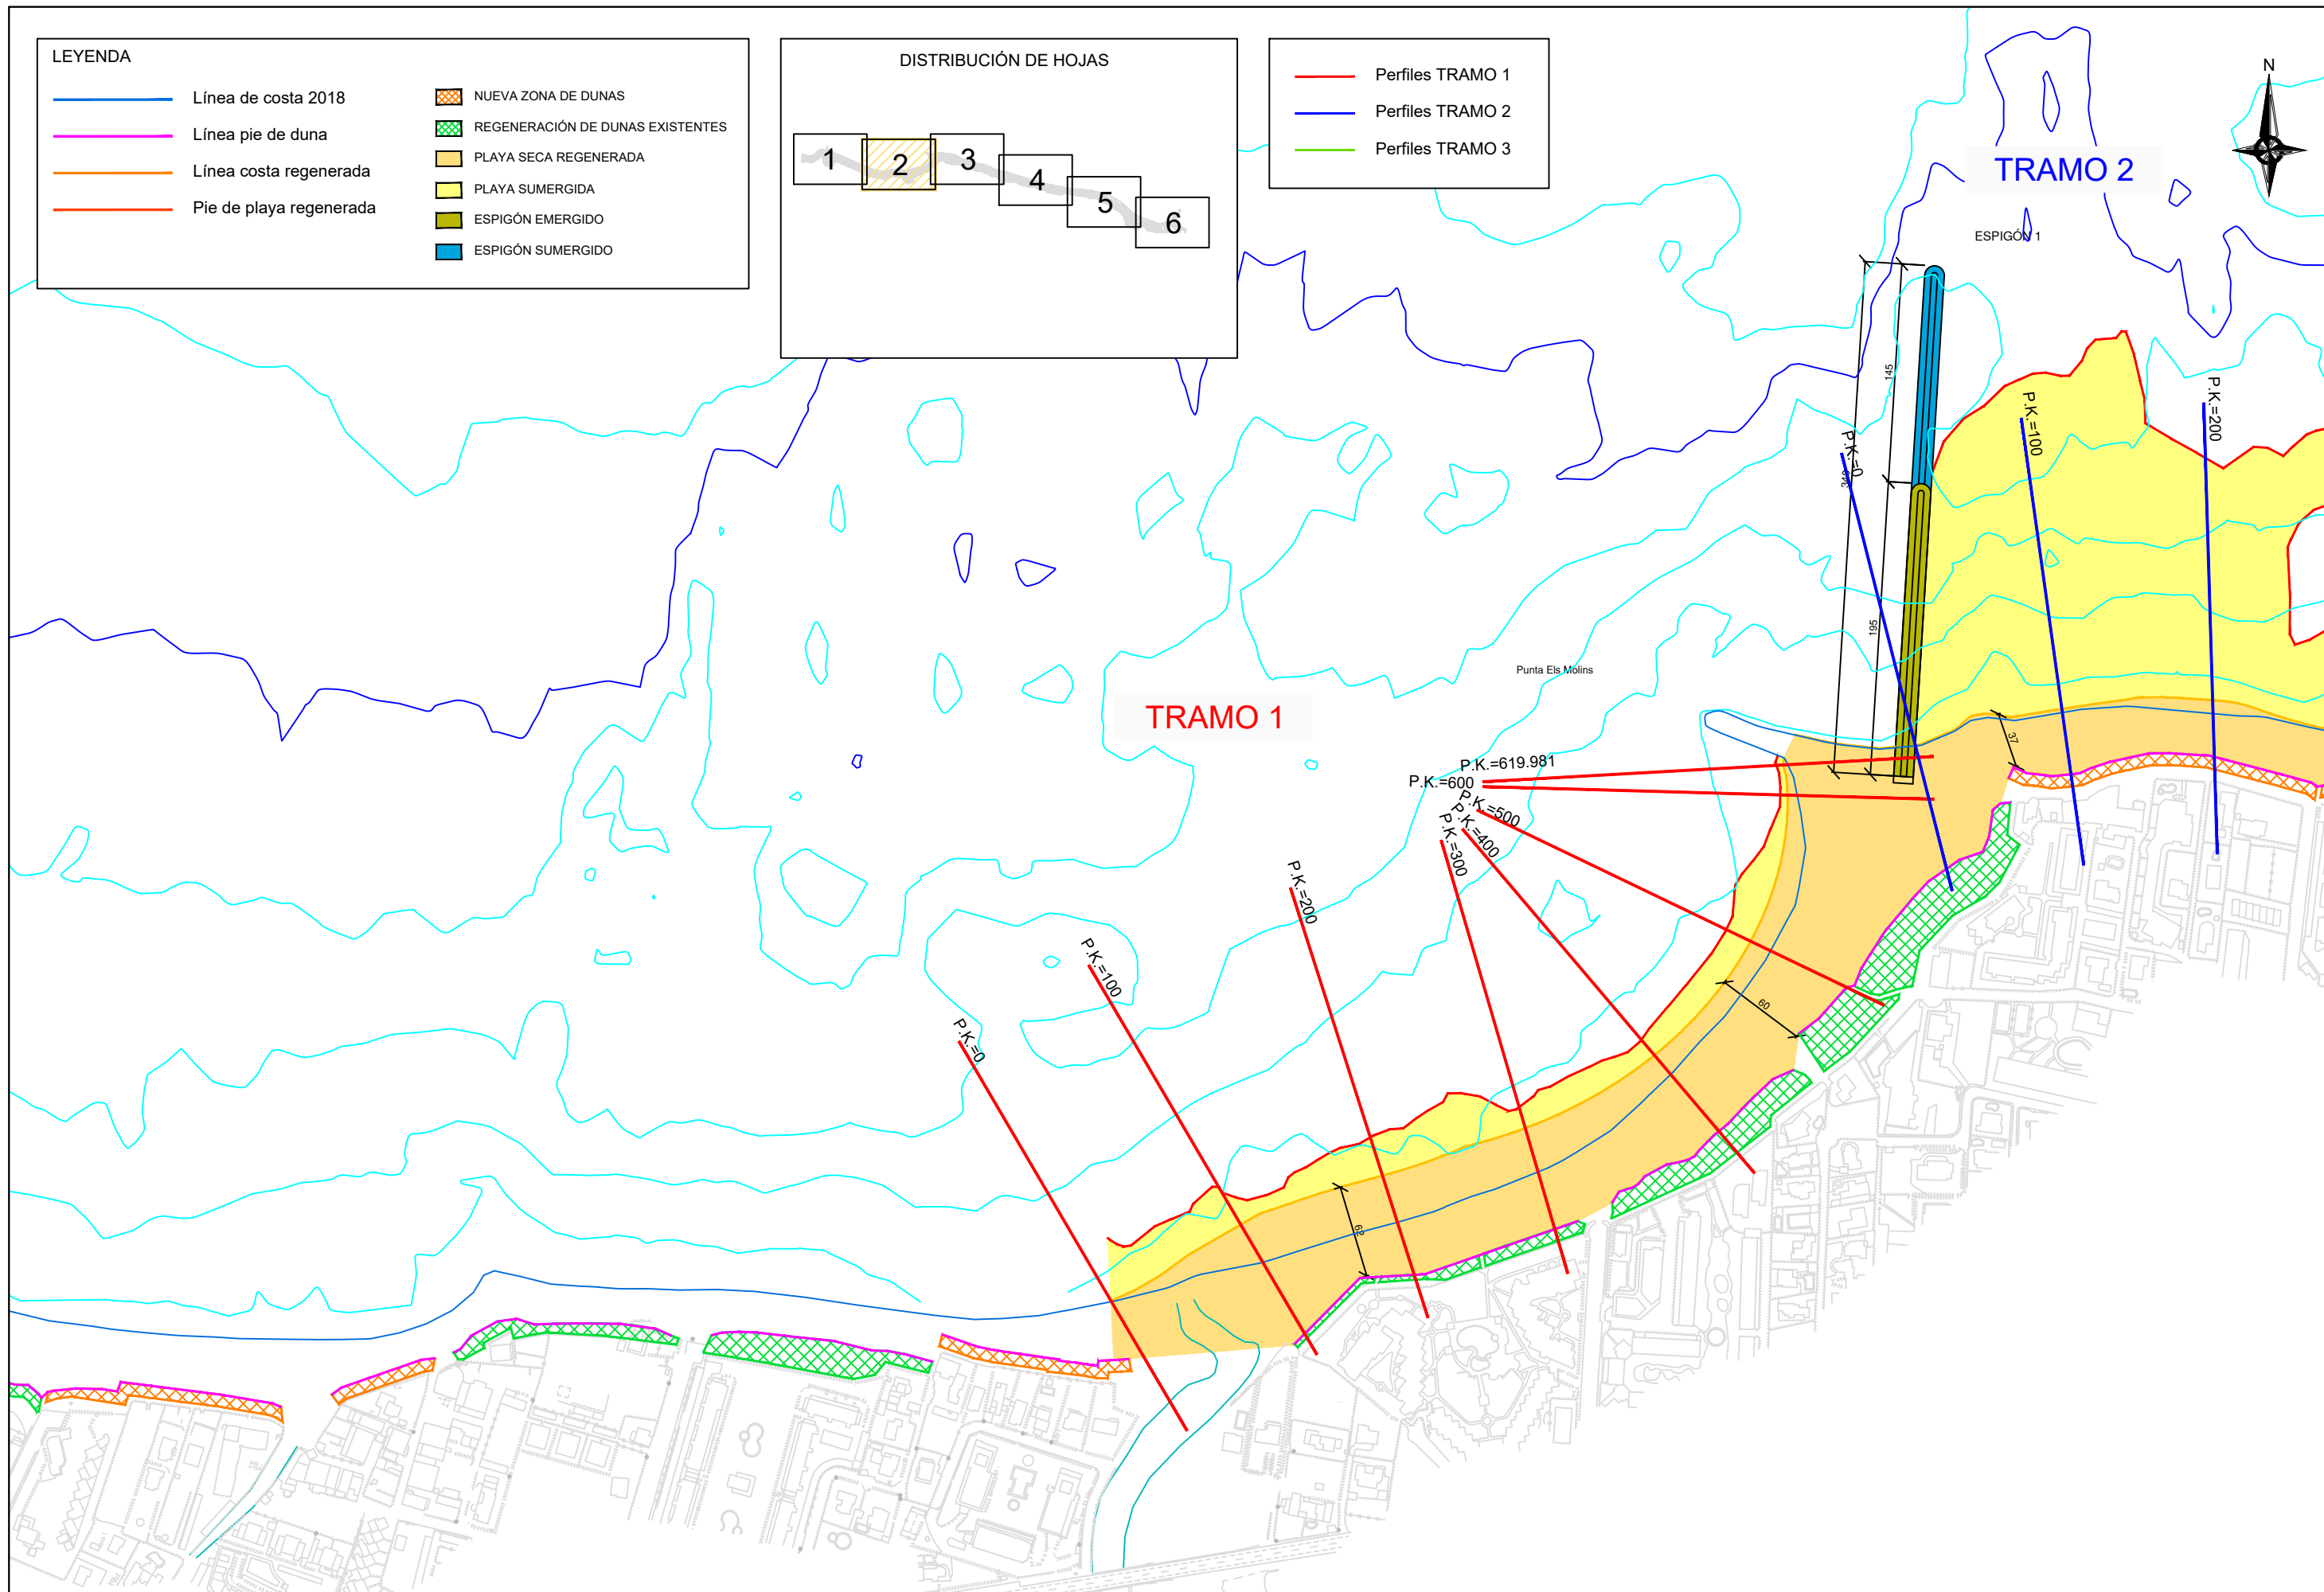 LEYENDA
Línea de costa 2018
Línea pie de duna
Línea costa regenerada
Pie de playa regenerada
NUEVA ZONA DE DUNAS
REGENERACIÓN DE DUNAS EXISTENTES
PLAYA SECA REGENERADA
PLAYA SUMERGIDA
ESPIGÓN EMERGIDO
ESPIGÓN SUMERGIDO
DISTRIBUCIÓN DE HOJAS
1
2
3
4
5
6
Perfiles TRAMO 1
Perfiles TRAMO 2
Perfiles TRAMO 3
N
TRAMO 2
ESPIGÓN 1
145
P.K.=0
P.K.=100
P.K.=200
195
Punta Els Molins
TRAMO 1
37
P.K.=619.981
P.K.=600
P.K.=500
P.K.=400
P.K.=300
P.K.=200
P.K.=100
P.K.=0
60
62